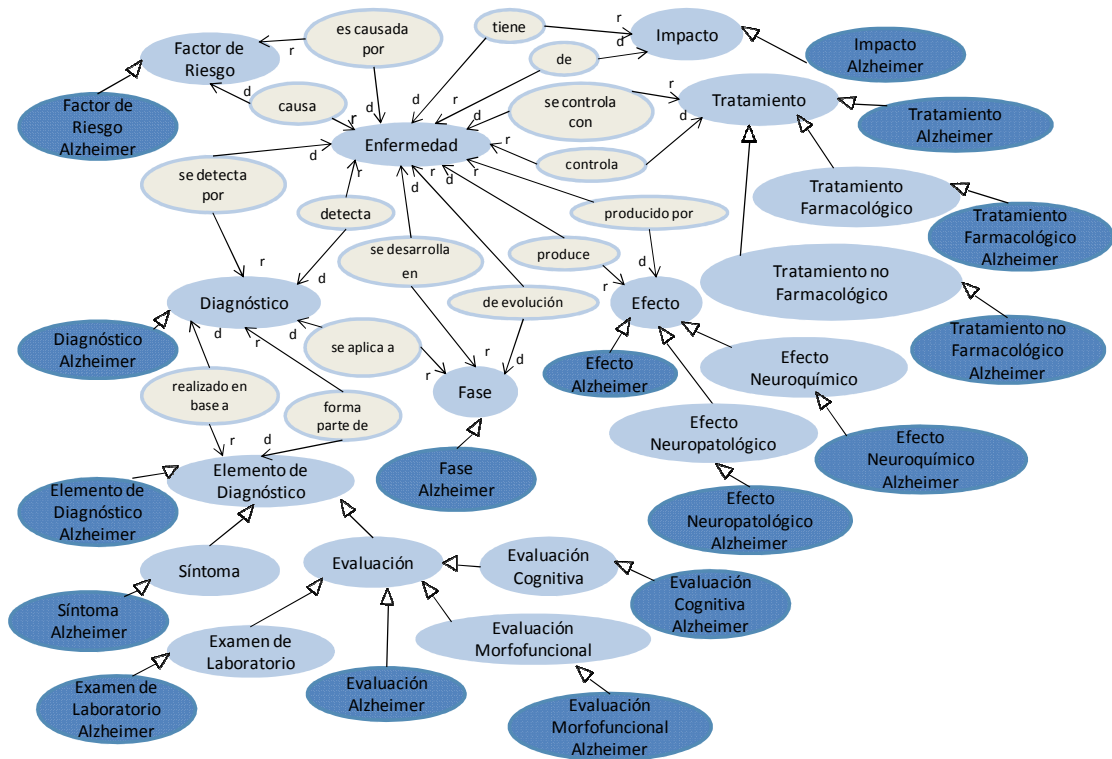 es causada
por
tiene
r
d
Impacto
Impacto
Alzheimer
Factor de
Riesgo
r
d
d
r
de
d
r
Factor de
Riesgo
Alzheimer
causa
r
r
d
d
se controla
con
r
d
Tratamiento
Tratamiento
Alzheimer
Enfermedad
d
r
controla
se detecta
por
d
r
d
r
d
r
r
detecta
se desarrolla
en
producido por
produce
Tratamiento
Farmacológico
Tratamiento
Farmacológico
Alzheimer
r
d
r
d
Tratamiento no
Farmacológico
Diagnóstico
de evolución
Efecto
Diagnóstico
Alzheimer
d
r
d
se aplica a
r
r
d
Fase
Efecto
Alzheimer
Efecto
Neuroquímico
Tratamiento no
Farmacológico
Alzheimer
realizado en
base a
forma
parte de
r
d
Efecto
Neuropatológico
Efecto
Neuroquímico
Alzheimer
Elemento de
Diagnóstico
Fase
Alzheimer
Elemento de
Diagnóstico
Alzheimer
Efecto
Neuropatológico
Alzheimer
Síntoma
Evaluación
Evaluación
Cognitiva
Evaluación
Cognitiva
Alzheimer
Síntoma
Alzheimer
Examen de
Laboratorio
Evaluación
Morfofuncional
Examen de
Laboratorio
Alzheimer
Evaluación
Alzheimer
Evaluación
Morfofuncional
Alzheimer